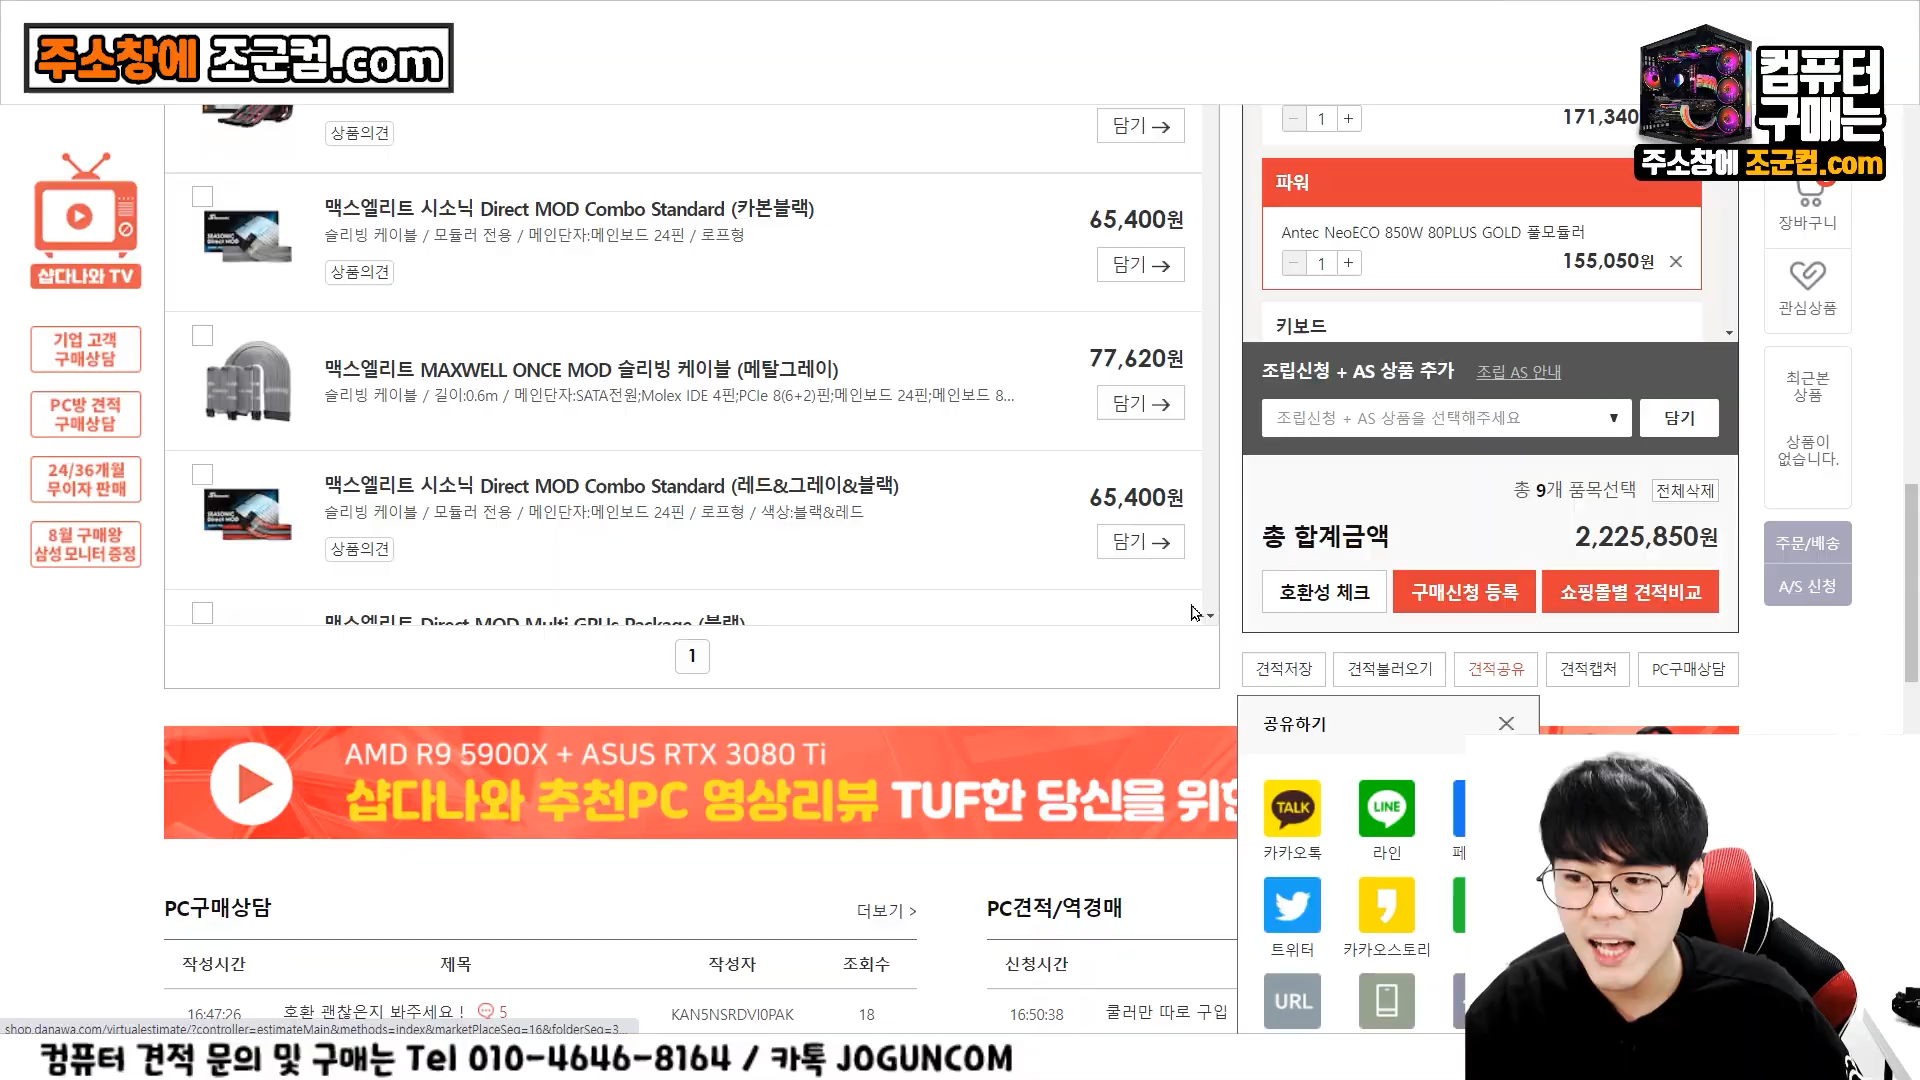 주소창에 조군컴.com
컴퓨터
구매는
주소창에 조군컴.com
샵다나와 TV
기업 고객
구매상담
PC방 견적
구매상담
24/36개월
무이자 판매
8월 구매왕
삼성 모니터 증정
상품의견
담기 →
맥스엘리트 시소닉 Direct MOD Combo Standard (카본블랙)
슬리빙 케이블 / 모듈러 전용 / 메인단자:메인보드 24핀 / 로프형
상품의견
65,400원
담기 →
맥스엘리트 MAXWELL ONCE MOD 슬리빙 케이블 (메탈그레이)
슬리빙 케이블 / 길이:0.6m / 메인단자:SATA전원;Molex IDE 4핀;PCIe 8(6+2)핀;메인보드 24핀;메인보드 8...
77,620원
담기 →
맥스엘리트 시소닉 Direct MOD Combo Standard (레드&그레이&블랙)
슬리빙 케이블 / 모듈러 전용 / 메인단자:메인보드 24핀 / 로프형 / 색상:블랙&레드
상품의견
65,400원
담기 →
맥스엘리트 Direct MOD Multi GPUs Package (블랙)
1
1
171,340
파워
Antec NeoECO 850W 80PLUS GOLD 풀모듈러
1
155,050원
키보드
조립신청 + AS 상품 추가
조립 AS 안내
조립신청 + AS 상품을 선택해주세요
담기
총 9개 품목선택
전체삭제
총 합계금액
2,225,850원
호환성 체크
구매신청 등록
쇼핑몰별 견적비교
견적저장
견적불러오기
견적공유
견적캡처
PC구매상담
장바구니
관심상품
최근본
상품
상품이
없습니다.
주문/배송
A/S 신청
AMD R9 5900X + ASUS RTX 3080 Ti
샵다나와 추천PC 영상리뷰 TUF한 당신을 위한
공유하기
TALK
카카오톡
LINE
라인
페
트위터
카카오스토리
URL
PC구매상담
더보기 >
작성시간 제목 작성자 조회수
16:47:26 호환 괜찮은지 봐주세요 ! 5 KAN5NSRDVI0PAK 18
PC견적/역경매
신청시간
16:50:38 쿨러만 따로 구입
shop.danawa.com/virtualestimate/?controller=estimateMain&methods=index&marketPlaceSeq=16&folderSeq=3...
컴퓨터 견적 문의 및 구매는 Tel 010-4646-8164 / 카톡 JOGUNCOM